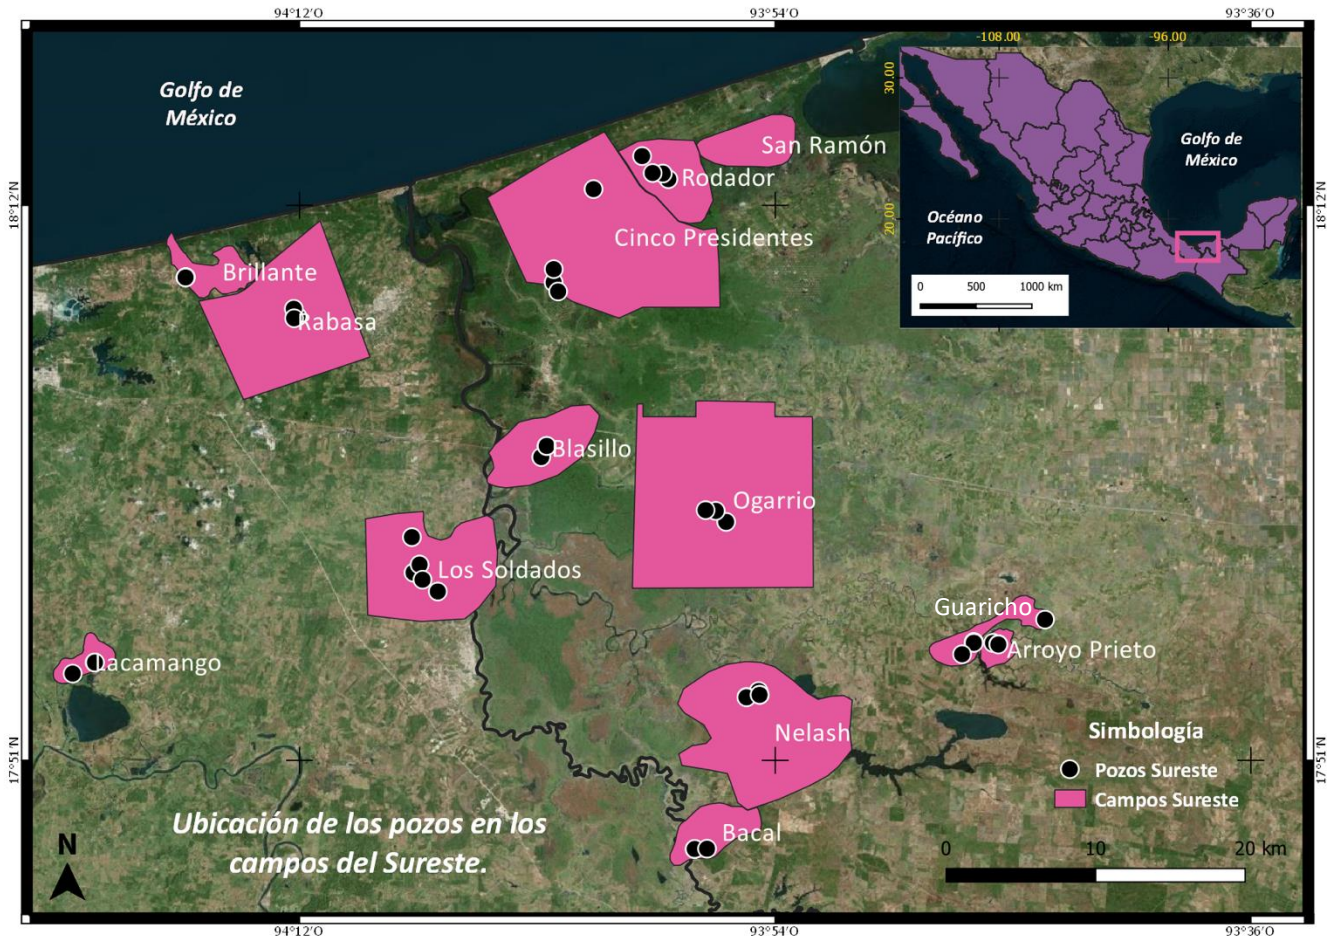 94°12'O
93°54'O
93°36'O
-108.00
-96.00
30.00
20.00
Golfo de
México
Golfo de
México
Océano
Pacífico
0
500
1000 km
18°12'N
18°12'N
San Ramón
Rodador
Cinco Presidentes
Brillante
Rabasa
Blasillo
Ogarrio
Los Soldados
Guaricho
Arroyo Prieto
Lacamango
Nelash
Bacal
17°51'N
17°51'N
Simbología
Pozos Sureste
Campos Sureste
Ubicación de los pozos en los
campos del Sureste.
N
0
10
20 km
94°12'O
93°54'O
93°36'O